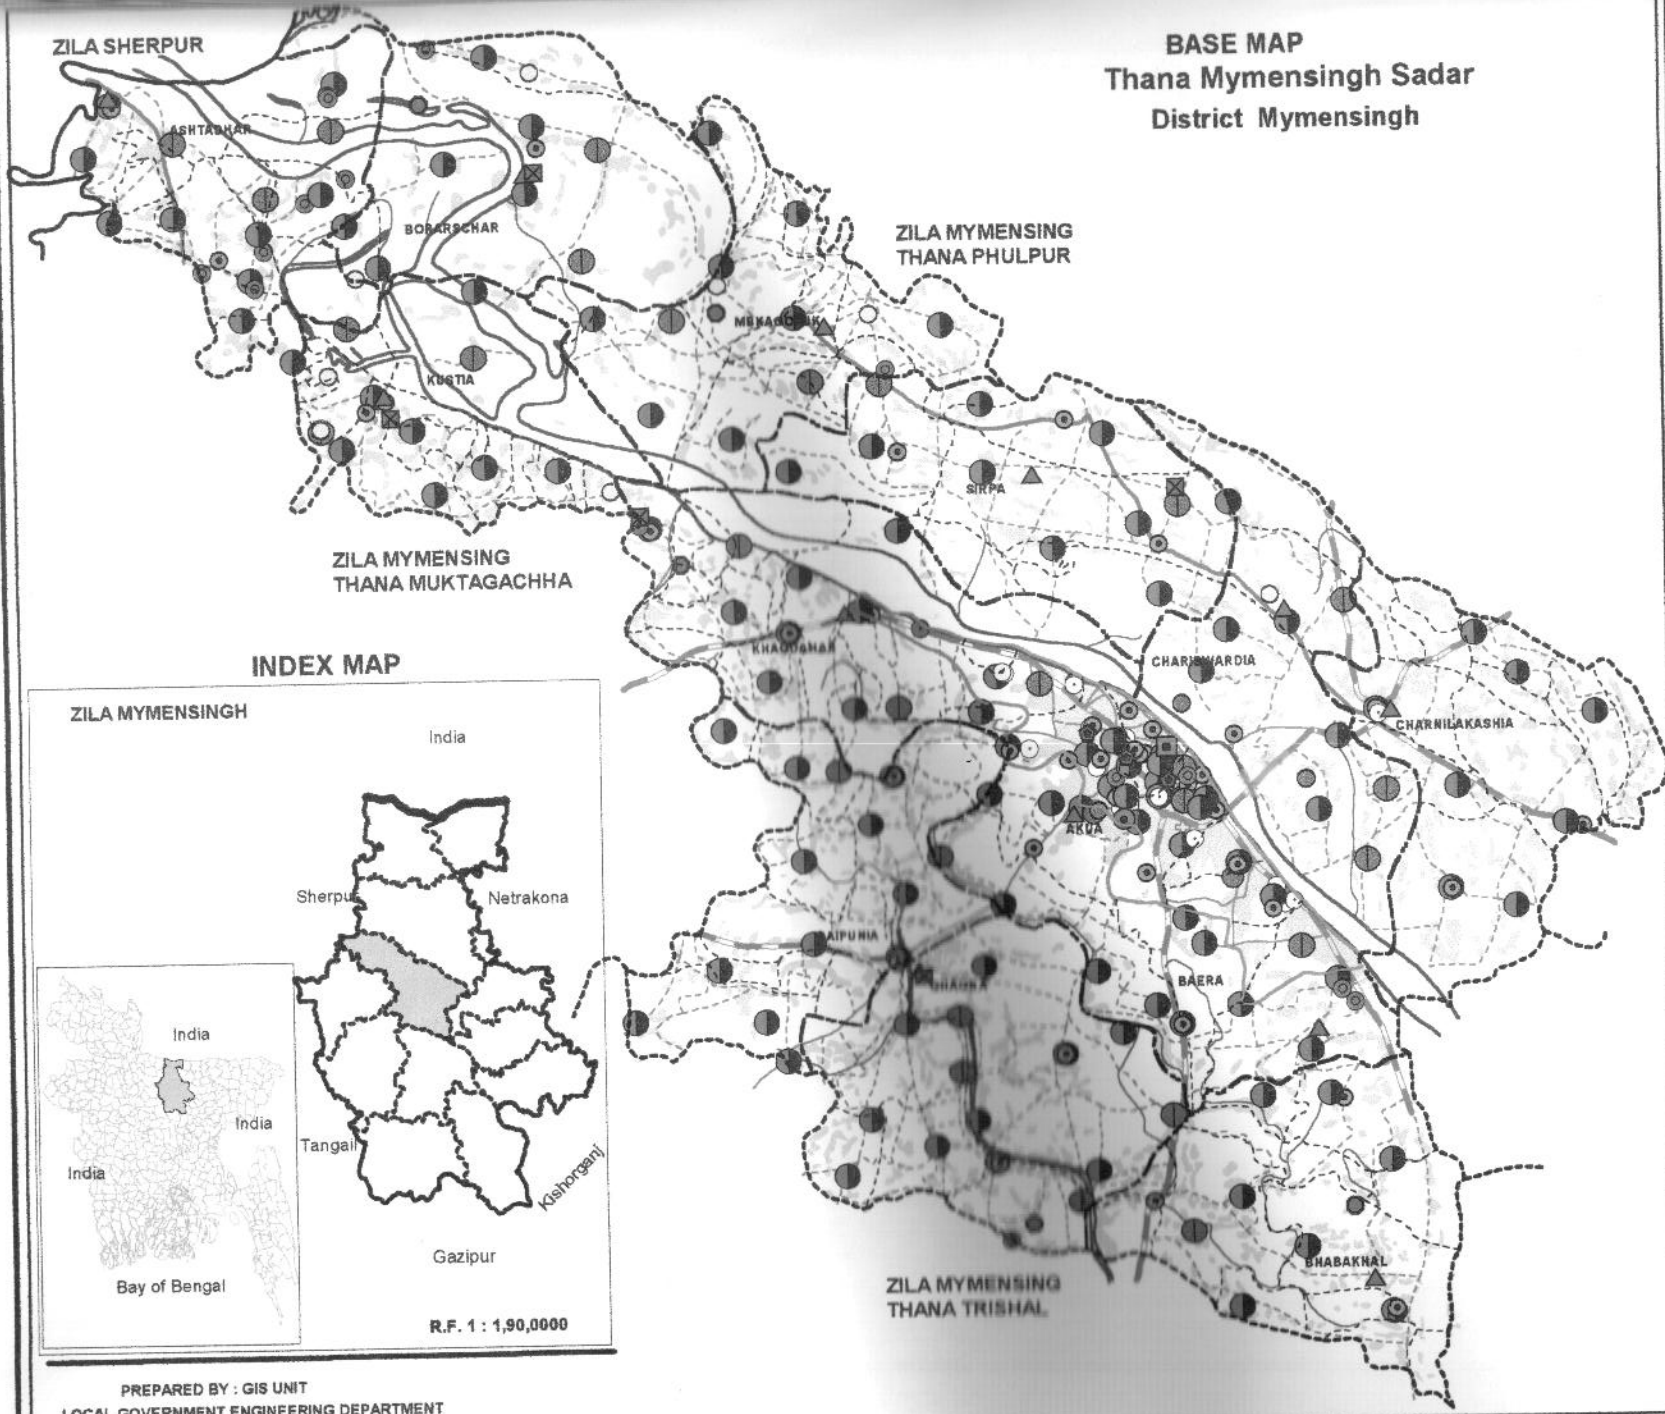 BASE MAP
Thana Mymensingh Sadar
District Mymensingh
ZILA SHERPUR
ASHTADHAR
BORARSCHAR
ZILA MYMENSING
THANA PHULPUR
KUSTIA
SIRPA
ZILA MYMENSING
THANA MUKTAGACHHA
KHAGDAHAR
CHARISWARDIA
CHARNILAKASHIA
AKUA
BAERA
BHABAKHAL
ZILA MYMENSING
THANA TRISHAL
INDEX MAP
ZILA MYMENSINGH
India
Sherpur
Netrakona
India
India
India
Tangail
Kishorganj
Gazipur
Bay of Bengal
R.F. 1 : 1,90,0000
PREPARED BY : GIS UNIT
LOCAL GOVERNMENT ENGINEERING DEPARTMENT